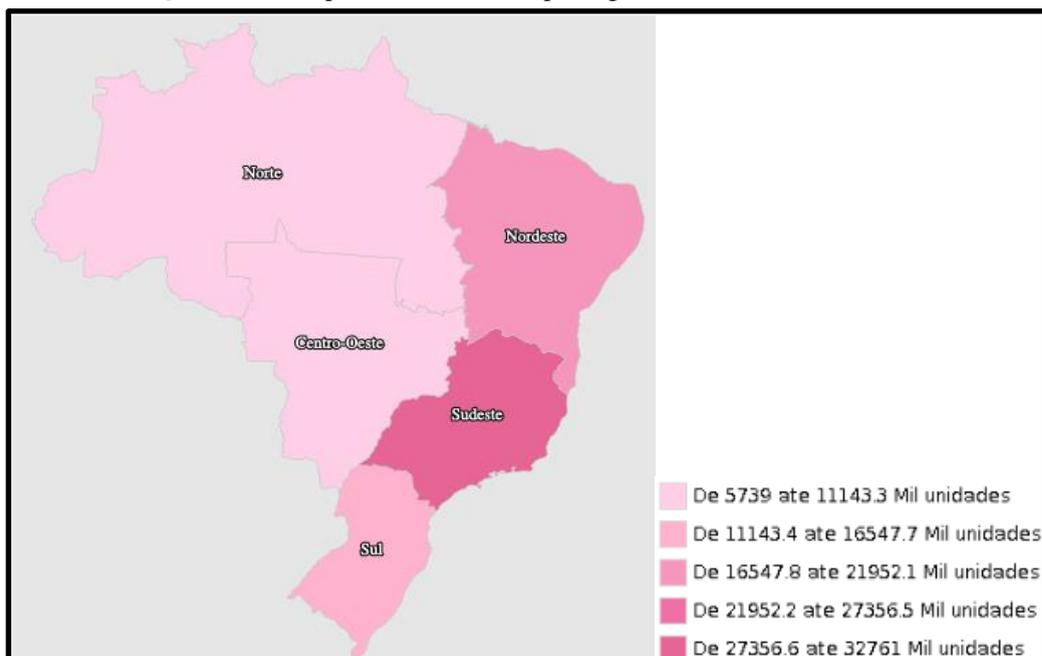 Norte
Nordeste
Centro-Oeste
Sudeste
Sul
De 5739 ate 11143.3 Mil unidades
De 11143.4 ate 16547.7 Mil unidades
De 16547.8 ate 21952.1 Mil unidades
De 21952.2 ate 27356.5 Mil unidades
De 27356.6 ate 32761 Mil unidades